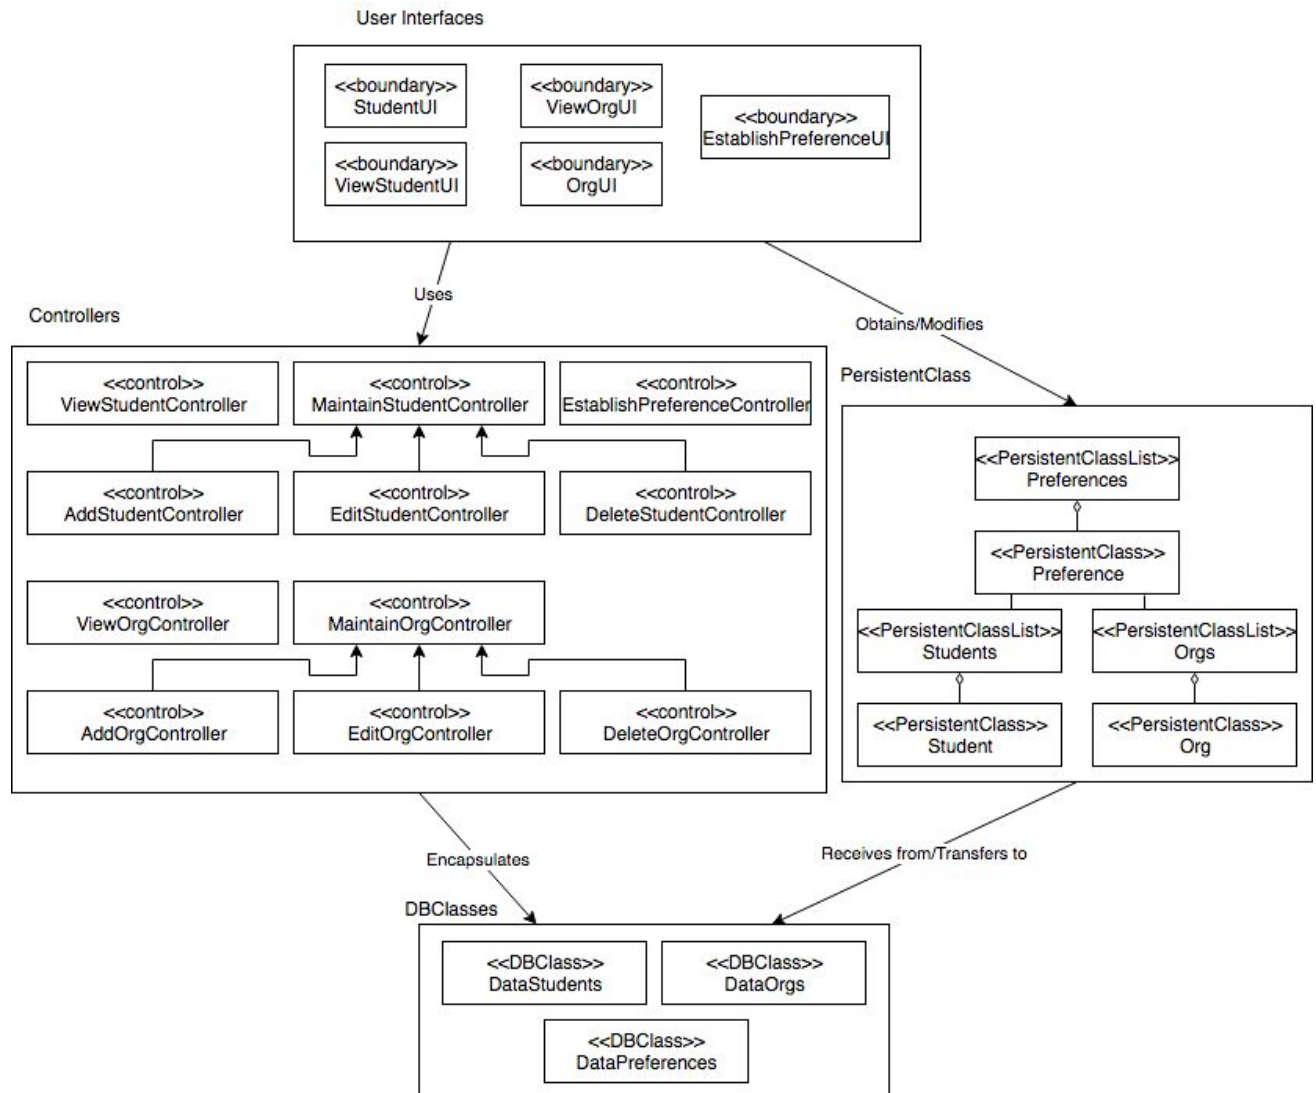 User Interfaces
<<boundary>>
StudentUI
<<boundary>>
ViewOrgUI
<<boundary>>
EstablishPreferenceUI
<<boundary>>
ViewStudentUI
<<boundary>>
OrgUI
Uses
Obtains/Modifies
Controllers
PersistentClass
<<control>>
ViewStudentController
<<control>>
MaintainStudentController
<<control>>
EstablishPreferenceController
<<control>>
AddStudentController
<<control>>
EditStudentController
<<control>>
DeleteStudentController
<<control>>
ViewOrgController
<<control>>
MaintainOrgController
<<control>>
AddOrgController
<<control>>
EditOrgController
<<control>>
DeleteOrgController
<<PersistentClassList>>
Preferences
<<PersistentClass>>
Preference
<<PersistentClassList>>
Students
<<PersistentClassList>>
Orgs
<<PersistentClass>>
Student
<<PersistentClass>>
Org
Encapsulates
Receives from/Transfers to
DBClasses
<<DBClass>>
DataStudents
<<DBClass>>
DataOrgs
<<DBClass>>
DataPreferences